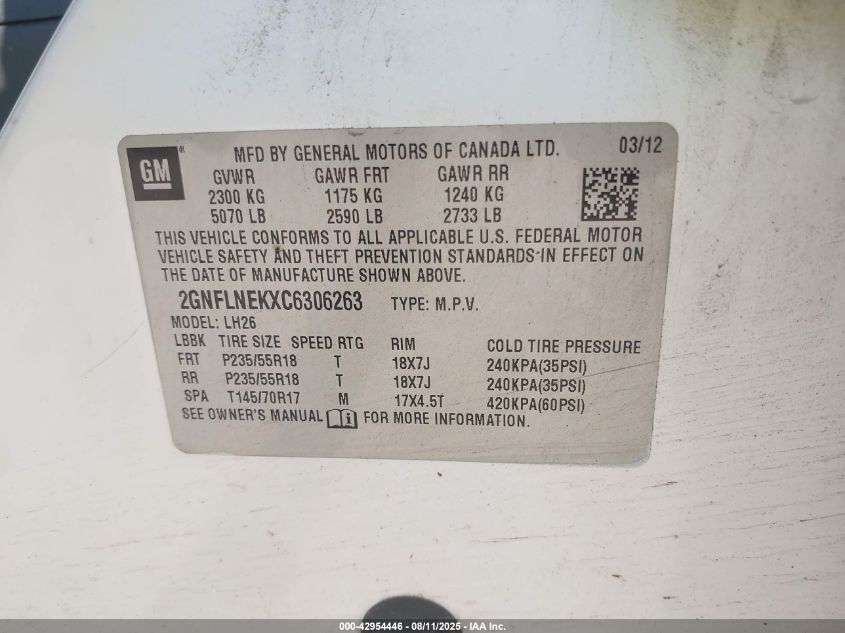 GM ® MFD BY GENERAL MOTORS OF CANADA LTD. 03/12
GVWR GAWR FRT GAWR RR
2300 KG 1175 KG 1240 KG
5070 LB 2590 LB 2733 LB
THIS VEHICLE CONFORMS TO ALL APPLICABLE U.S. FEDERAL MOTOR
VEHICLE SAFETY AND THEFT PREVENTION STANDARDS IN EFFECT ON
THE DATE OF MANUFACTURE SHOWN ABOVE.
2GNFLNEKXC6306263 TYPE: M.P.V.
MODEL: LH26
LBBK TIRE SIZE SPEED RTG RIM COLD TIRE PRESSURE
FRT P235/55R18 T 18X7J 240KPA(35PSI)
RR P235/55R18 T 18X7J 240KPA(35PSI)
SPA T145/70R17 M 17X4.5T 420KPA(60PSI)
SEE OWNER'S MANUAL i FOR MORE INFORMATION.
000-42954446 - 08/11/2025 - IAA Inc.